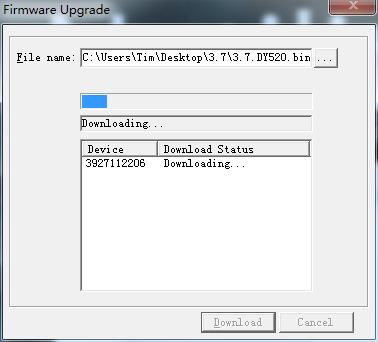 Firmware Upgrade
File name: C:\Users\Tim\Desktop\3.7\3.7.DY520.bin ...
Downloading...
Device Download Status
3927112206 Downloading...
Download Cancel